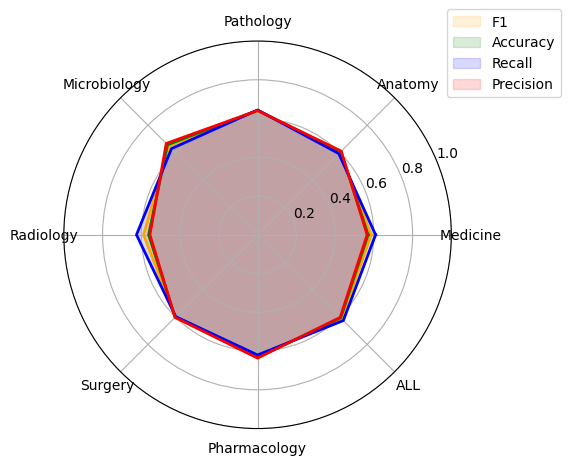 F1
Accuracy
Recall
Precision
Pathology
Microbiology
Anatomy
1.0
0.8
0.6
0.4
0.2
Radiology
Medicine
Surgery
ALL
Pharmacology